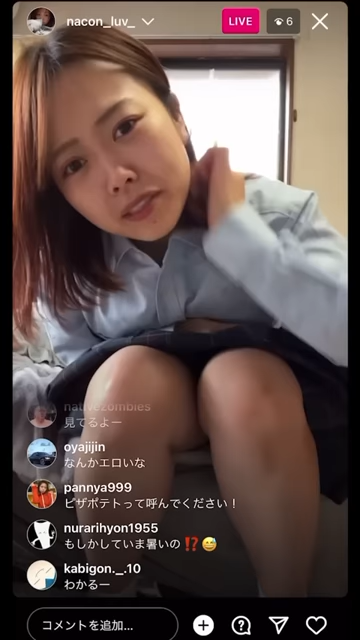 nacon_luv_
LIVE
6
nativezombies
見てるよー
oyajijin
なんかエロいな
pannya999
ピザポテトって呼んでください！
nurarihyon1955
もしかしていま暑いの⁉️😅
kabigon._.10
わかるー
コメントを追加...